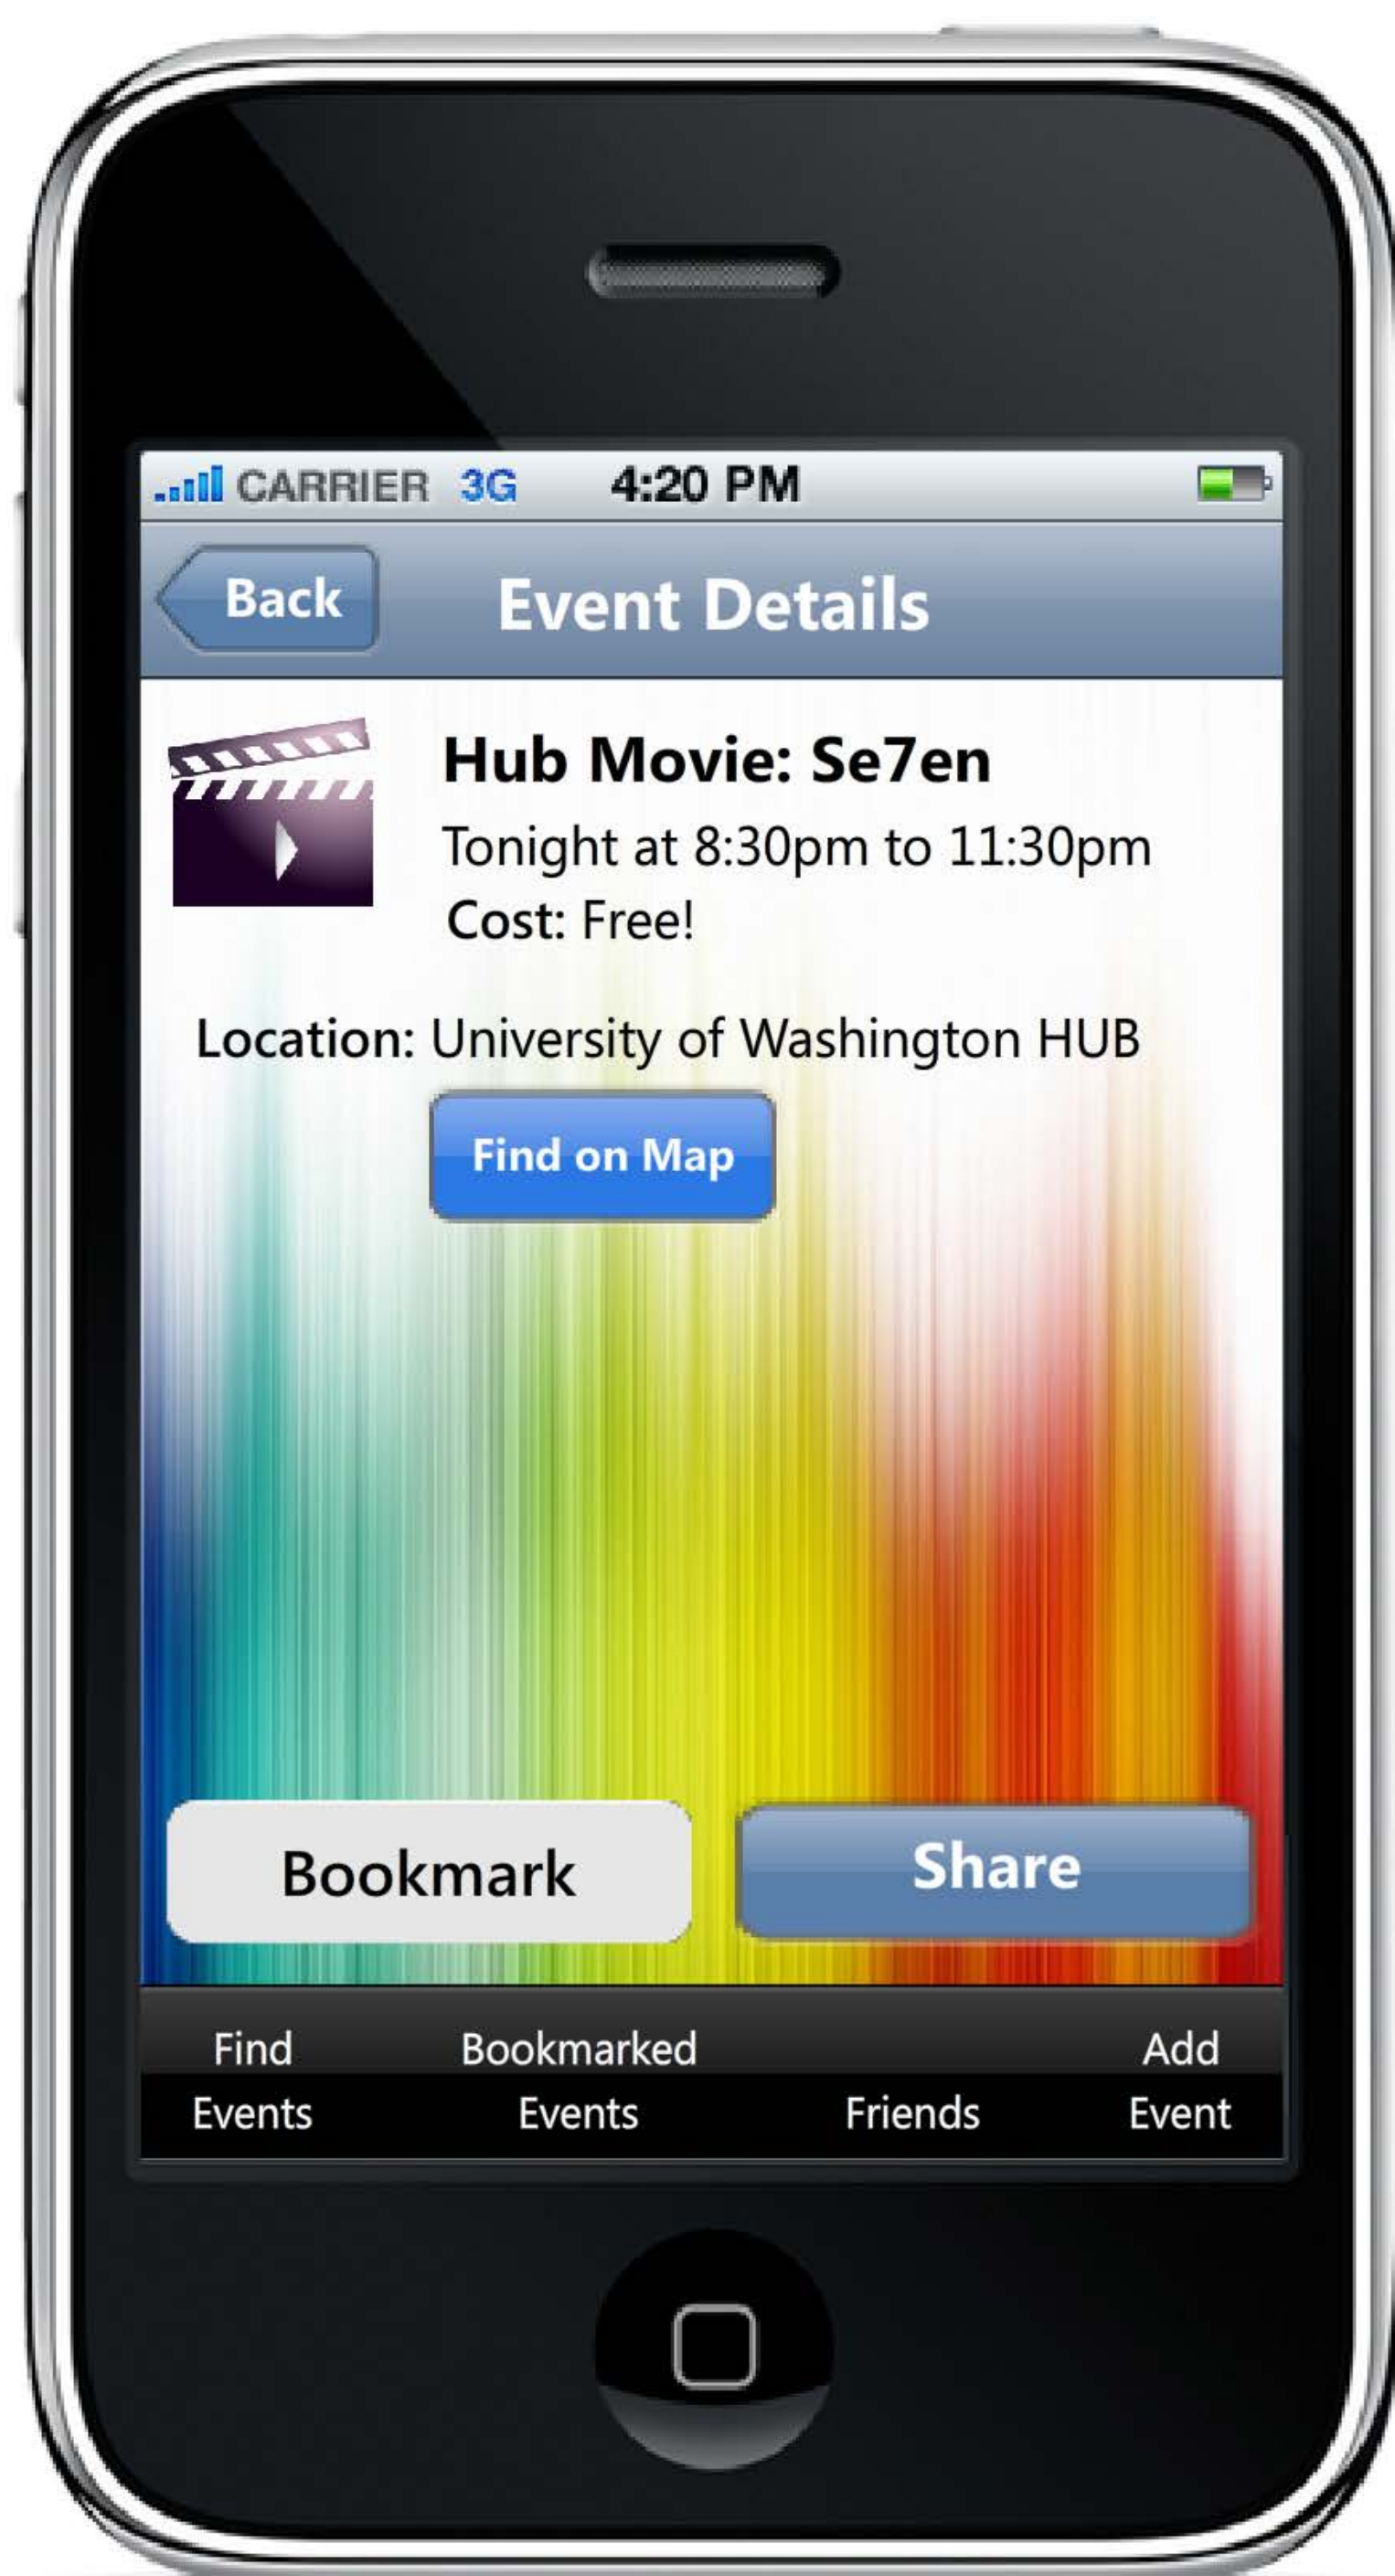 CARRIER 3G 4:20 PM
Back Event Details
Hub Movie: Se7en
Tonight at 8:30pm to 11:30pm
Cost: Free!
Location: University of Washington HUB
Find on Map
Bookmark Share
Find Events Bookmarked Events Friends Add Event